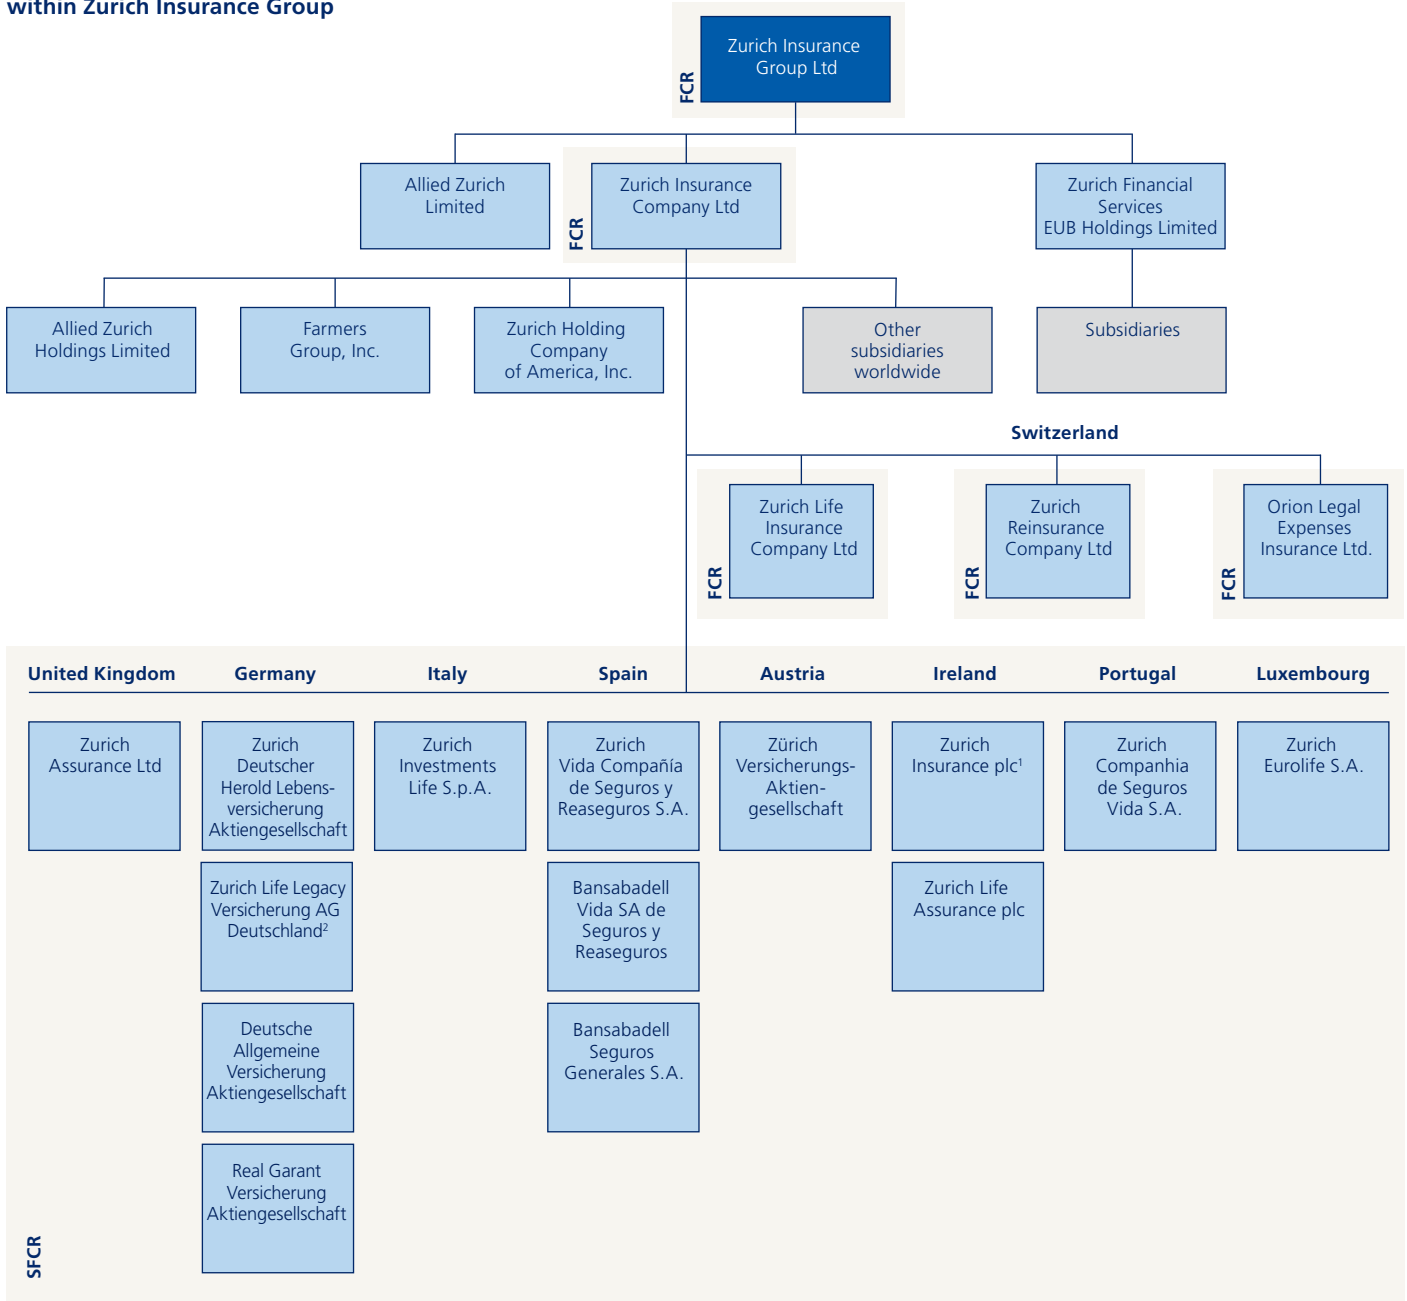 within Zurich Insurance Group
Zurich Insurance
Group Ltd
FCR
Allied Zurich
Limited
Zurich Insurance
Company Ltd
FCR
Zurich Financial
Services
EUB Holdings Limited
Allied Zurich
Holdings Limited
Farmers
Group, Inc.
Zurich Holding
Company
of America, Inc.
Other
subsidiaries
worldwide
Subsidiaries
Switzerland
Zurich Life
Insurance
Company Ltd
FCR
Zurich
Reinsurance
Company Ltd
FCR
Orion Legal
Expenses
Insurance Ltd.
FCR
United Kingdom
Germany
Italy
Spain
Austria
Ireland
Portugal
Luxembourg
Zurich
Assurance Ltd
Zurich
Deutscher
Herold Lebens-
versicherung
Aktiengesellschaft
Zurich
Investments
Life S.p.A.
Zurich
Vida Compañía
de Seguros y
Reaseguros S.A.
Zürich
Versicherungs-
Aktien-
gesellschaft
Zurich
Insurance plc¹
Zurich
Companhia
de Seguros
Vida S.A.
Zurich
Eurolife S.A.
Zurich Life Legacy
Versicherung AG
Deutschland²
Bansabadell
Vida SA de
Seguros y
Reaseguros
Zurich Life
Assurance plc
Deutsche
Allgemeine
Versicherung
Aktiengesellschaft
Bansabadell
Seguros
Generales S.A.
Real Garant
Versicherung
Aktiengesellschaft
SFCR